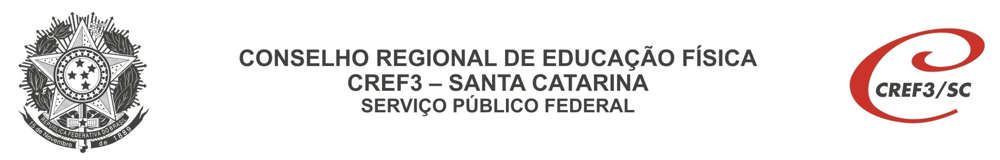 CONSELHO REGIONAL DE EDUCAÇÃO FÍSICA
CREF3 – SANTA CATARINA
SERVIÇO PÚBLICO FEDERAL
REPÚBLICA FEDERATIVA DO BRASIL
15 de Novembro de 1889
CREF3/SC